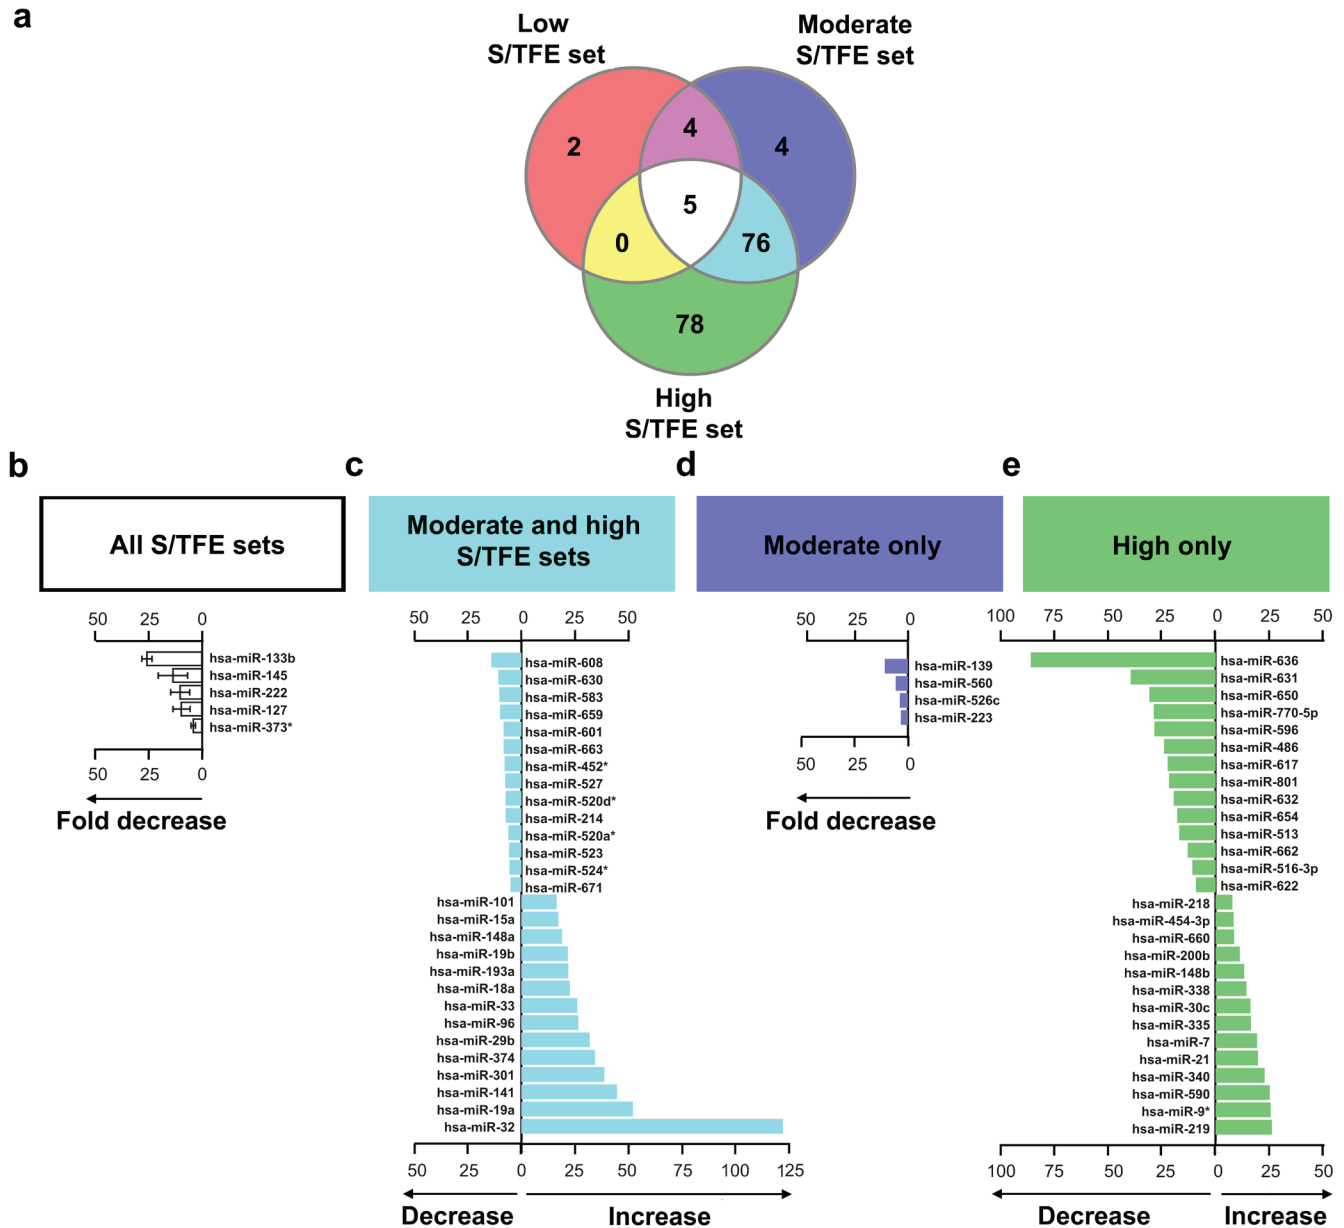 a
Low
S/TFE set
Moderate
S/TFE set
2
4
4
5
0
76
78
High
S/TFE set
b
All S/TFE sets
50 25 0
hsa-miR-133b
hsa-miR-145
hsa-miR-222
hsa-miR-127
hsa-miR-373*
50 25 0
Fold decrease
c
Moderate and high
S/TFE sets
50 25 0 25 50
hsa-miR-608
hsa-miR-630
hsa-miR-583
hsa-miR-659
hsa-miR-601
hsa-miR-663
hsa-miR-452*
hsa-miR-527
hsa-miR-520d*
hsa-miR-214
hsa-miR-520a*
hsa-miR-523
hsa-miR-524*
hsa-miR-671
hsa-miR-101
hsa-miR-15a
hsa-miR-148a
hsa-miR-19b
hsa-miR-193a
hsa-miR-18a
hsa-miR-33
hsa-miR-96
hsa-miR-29b
hsa-miR-374
hsa-miR-301
hsa-miR-141
hsa-miR-19a
hsa-miR-32
50 25 0 25 50 75 100 125
Decrease Increase
d
Moderate only
50 25 0
hsa-miR-139
hsa-miR-560
hsa-miR-526c
hsa-miR-223
50 25 0
Fold decrease
e
High only
100 75 50 25 0 25 50
hsa-miR-636
hsa-miR-631
hsa-miR-650
hsa-miR-770-5p
hsa-miR-596
hsa-miR-486
hsa-miR-617
hsa-miR-801
hsa-miR-632
hsa-miR-654
hsa-miR-513
hsa-miR-662
hsa-miR-516-3p
hsa-miR-622
hsa-miR-218
hsa-miR-454-3p
hsa-miR-660
hsa-miR-200b
hsa-miR-148b
hsa-miR-338
hsa-miR-30c
hsa-miR-335
hsa-miR-7
hsa-miR-21
hsa-miR-340
hsa-miR-590
hsa-miR-9*
hsa-miR-219
100 75 50 25 0 25 50
Decrease Increase